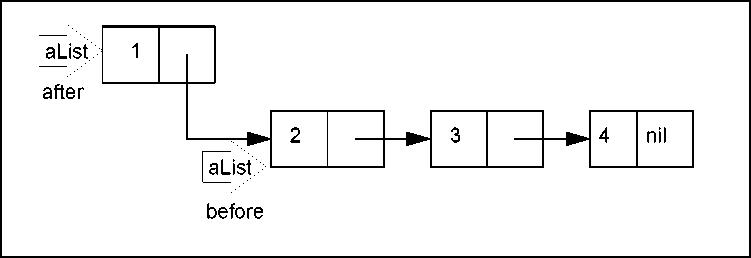 aList 1
after
2 3 4 nil
aList
before